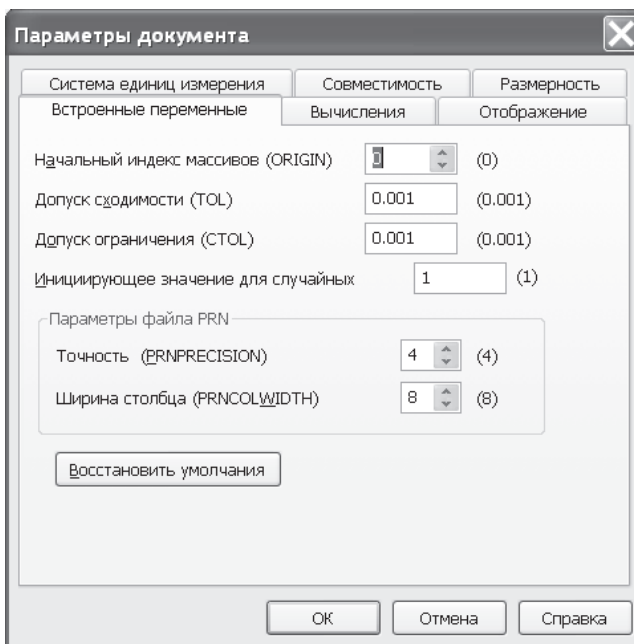 Параметры документа
Система единиц измерения Совместимость Размерность
Встроенные переменные Вычисления Отображение
Начальный индекс массивов (ORIGIN) 0 (0)
Допуск сходимости (TOL) 0.001 (0.001)
Допуск ограничения (CTOL) 0.001 (0.001)
Инициирующее значение для случайных 1 (1)
Параметры файла PRN
Точность (PRNPRECISION) 4 (4)
Ширина столбца (PRNCOLWIDTH) 8 (8)
Восстановить умолчания
ОК Отмена Справка